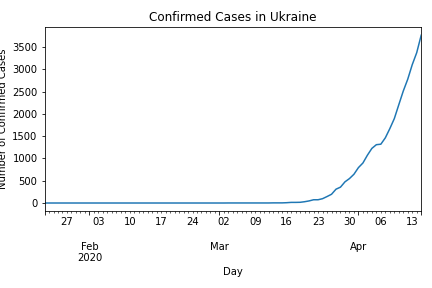 Confirmed Cases in Ukraine
Number of Confirmed Cases
3500
3000
2500
2000
1500
1000
500
0
27 03 10 17 24 02 09 16 23 30 06 13
Feb Mar Apr
2020
Day